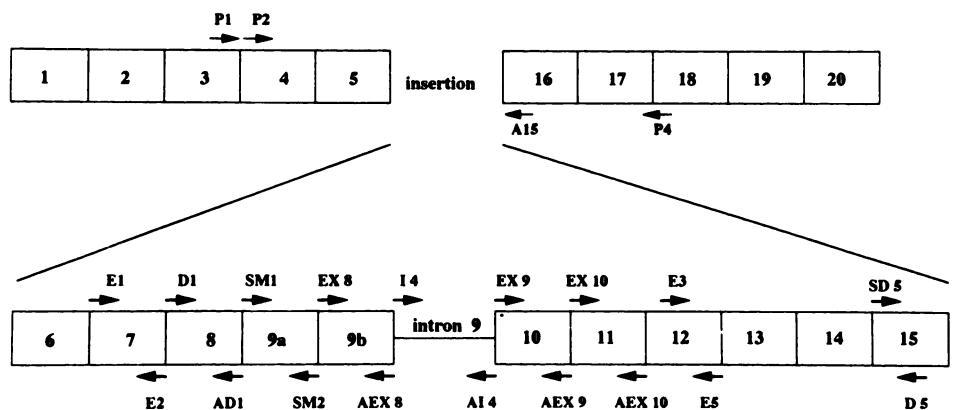 P1 P2
1 2 3 4 5 insertion 16 17 18 19 20
A15 P4
E1 D1 SM1 EX 8 I 4 EX 9 EX 10 E3 SD 5
6 7 8 9a 9b intron 9 10 11 12 13 14 15
E2 AD1 SM2 AEX 8 AI 4 AEX 9 AEX 10 E5 D 5